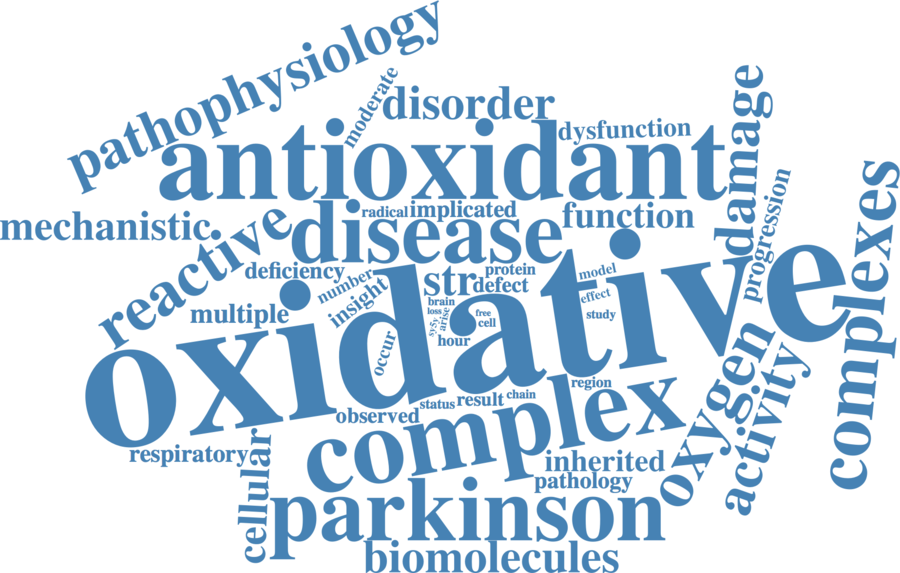 pathophysiology
moderate
disorder
dysfunction
antioxidant
damage
mechanistic
reactive
radical
implicated
function
disease
progression
complexes
deficiency
number
insight
str
protein
defect
model
effect
study
multiple
brain
loss
sy5y
arise
free
cell
hour
occur
oxidative
region
observed
status
result
chain
complex
oxygen
activity
respiratory
cellular
inherited
pathology
parkinson
biomolecules